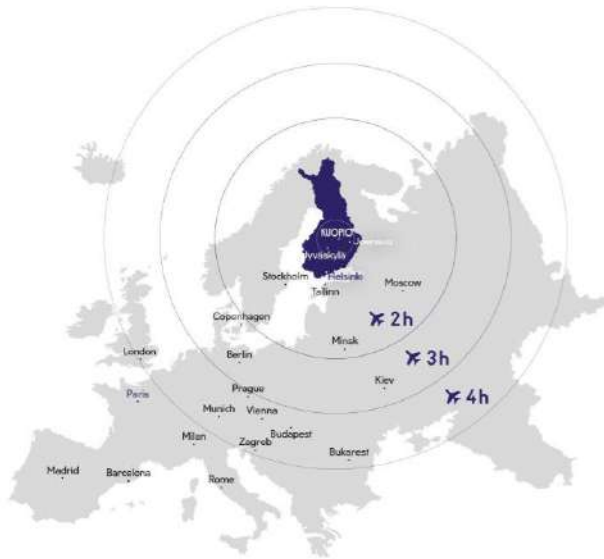 KUOPIO
Joensuu
Jyväskylä
Stockholm
Helsinki
Tallinn
Moscow
Copenhagen
2h
Minsk
London
Berlin
3h
Kiev
Prague
Paris
4h
Munich
Vienna
Budapest
Milan
Zagreb
Bukarest
Madrid
Barcelona
Rome